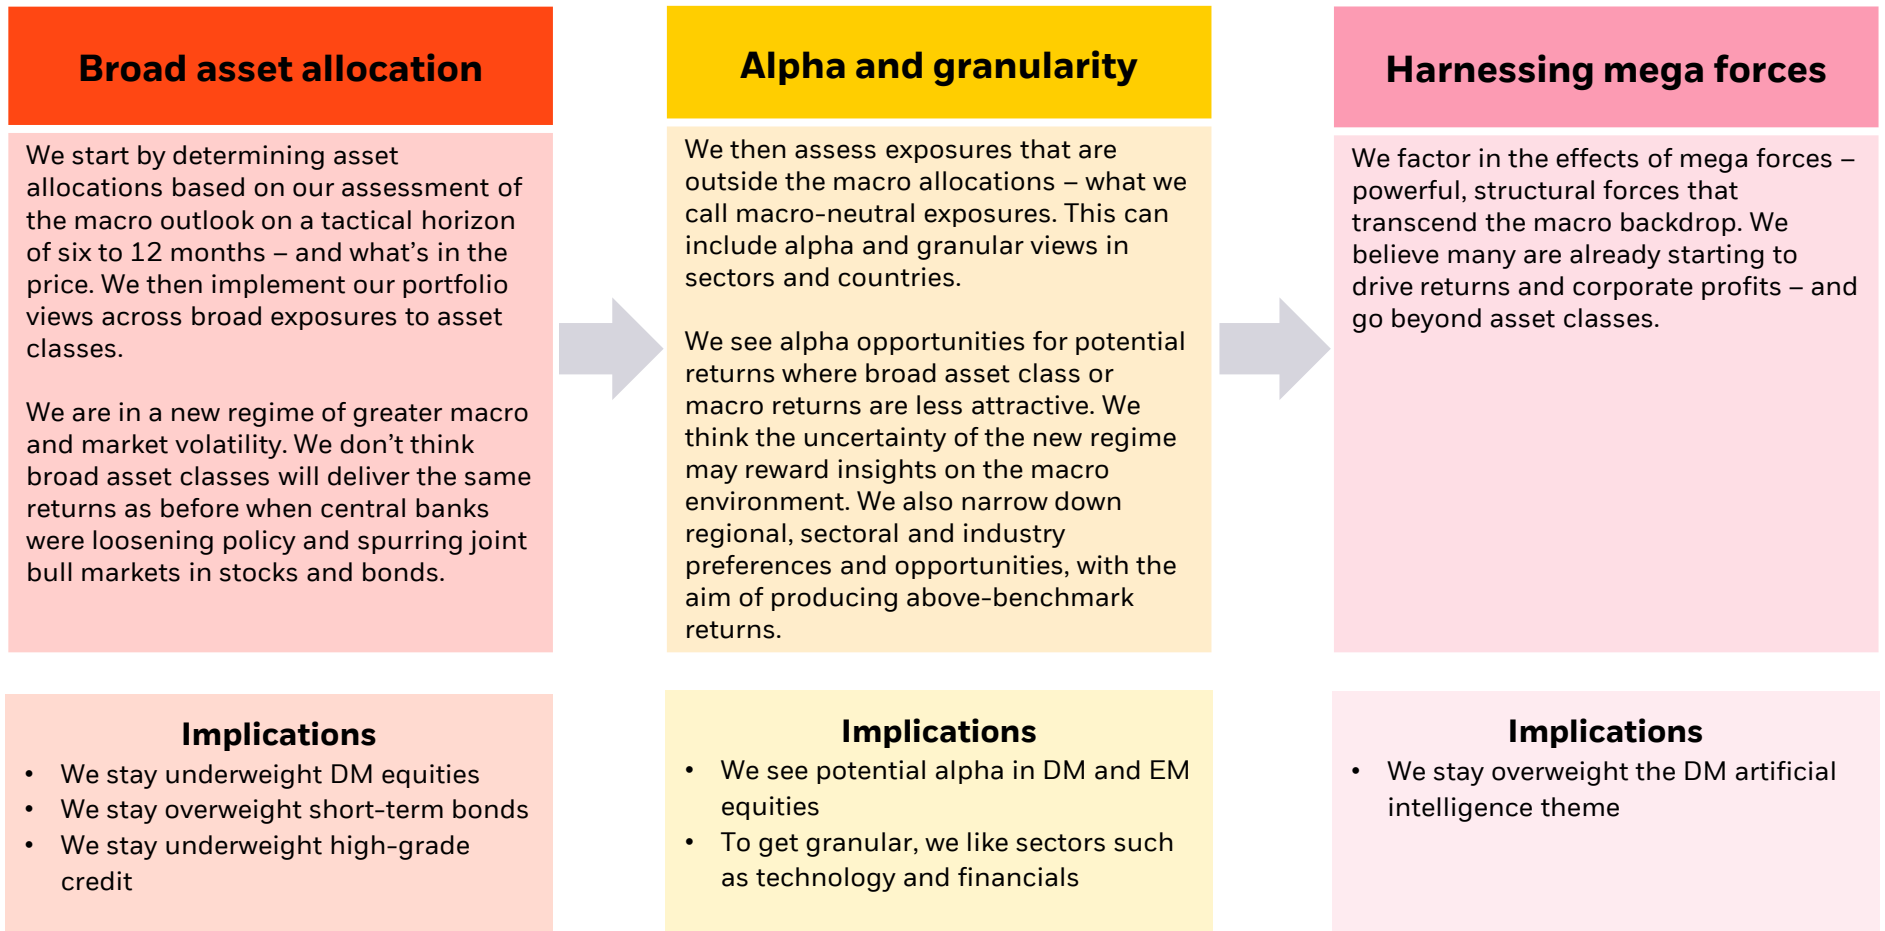 Broad asset allocation
We start by determining asset
allocations based on our assessment of
the macro outlook on a tactical horizon
of six to 12 months – and what's in the
price. We then implement our portfolio
views across broad exposures to asset
classes.
We are in a new regime of greater macro
and market volatility. We don't think
broad asset classes will deliver the same
returns as before when central banks
were loosening policy and spurring joint
bull markets in stocks and bonds.
Implications
• We stay underweight DM equities
• We stay overweight short-term bonds
• We stay underweight high-grade
credit
Alpha and granularity
We then assess exposures that are
outside the macro allocations – what we
call macro-neutral exposures. This can
include alpha and granular views in
sectors and countries.
We see alpha opportunities for potential
returns where broad asset class or
macro returns are less attractive. We
think the uncertainty of the new regime
may reward insights on the macro
environment. We also narrow down
regional, sectoral and industry
preferences and opportunities, with the
aim of producing above-benchmark
returns.
Implications
• We see potential alpha in DM and EM
equities
• To get granular, we like sectors such
as technology and financials
Harnessing mega forces
We factor in the effects of mega forces –
powerful, structural forces that
transcend the macro backdrop. We
believe many are already starting to
drive returns and corporate profits – and
go beyond asset classes.
Implications
• We stay overweight the DM artificial
intelligence theme